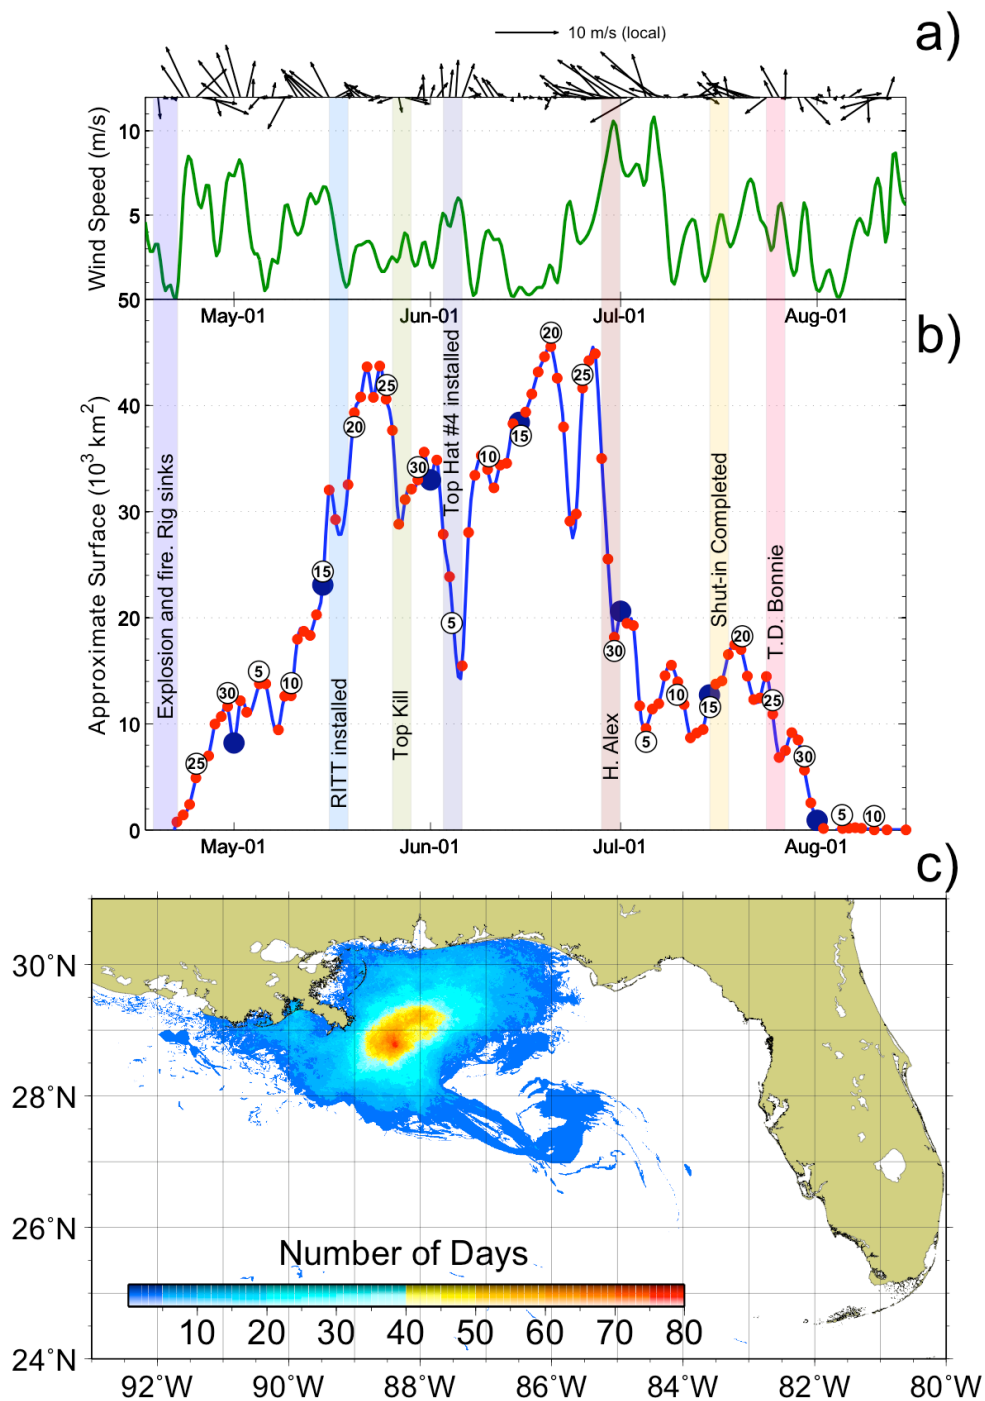 10 m/s (local)
a)
Wind Speed (m/s)
10
5
50
May-01
Jun-01
Jul-01
Aug-01
b)
Approximate Surface (10³ km²)
40
30
20
10
0
Explosion and fire. Rig sinks
RITT installed
Top Kill
Top Hat #4 installed
H. Alex
Shut-in Completed
T.D. Bonnie
25
30
5
10
15
20
25
30
5
10
15
20
25
30
5
10
15
20
25
30
5
10
May-01
Jun-01
Jul-01
Aug-01
c)
30°N
28°N
26°N
24°N
Number of Days
10 20 30 40 50 60 70 80
92°W 90°W 88°W 86°W 84°W 82°W 80°W